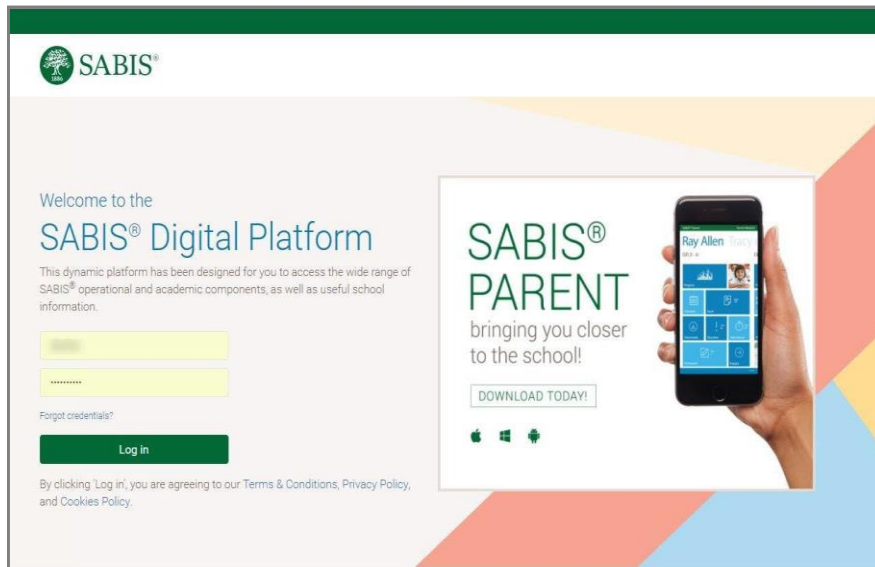 1886
SABIS®
Welcome to the
SABIS® Digital Platform
This dynamic platform has been designed for you to access the wide range of
SABIS® operational and academic components, as well as useful school
information.
..........
Forgot credentials?
Log in
By clicking 'Log in', you are agreeing to our Terms & Conditions, Privacy Policy,
and Cookies Policy.
SABIS®
PARENT
bringing you closer
to the school!
DOWNLOAD TODAY!
Ray Allen Tracy